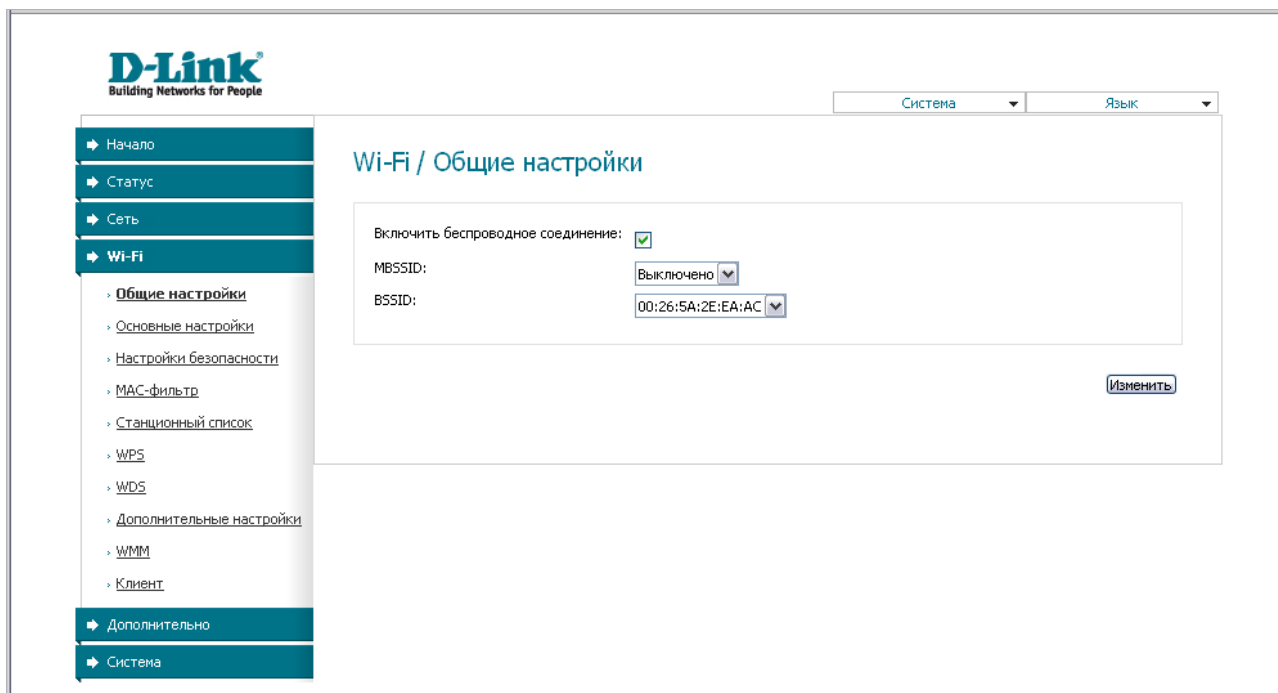 D-Link®
Building Networks for People
Система
Язык
Начало
Статус
Сеть
Wi-Fi
Общие настройки
Основные настройки
Настройки безопасности
MAC-фильтр
Станционный список
WPS
WDS
Дополнительные настройки
WMM
Клиент
Дополнительно
Система
Wi-Fi / Общие настройки
Включить беспроводное соединение:
MBSSID:
Выключено
BSSID:
00:26:5A:2E:EA:AC
Изменить